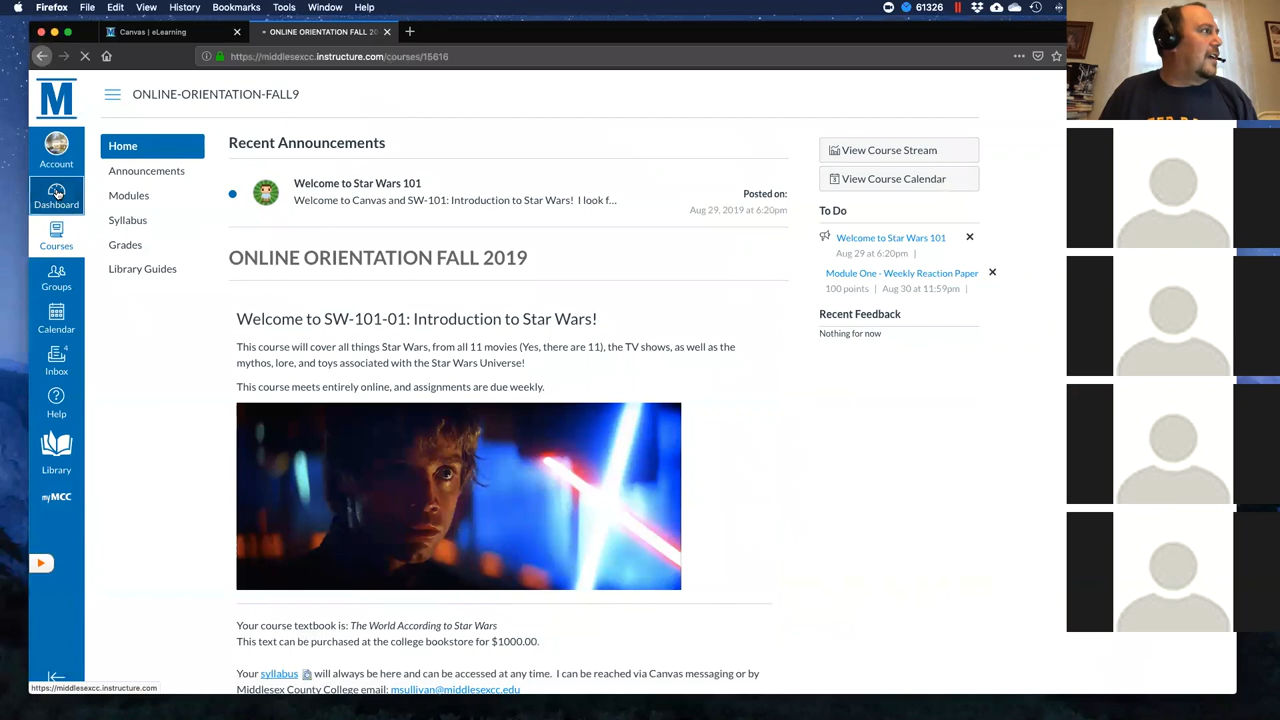 Firefox File Edit View History Bookmarks Tools Window Help 61326
Canvas | eLearning
ONLINE ORIENTATION FALL 20
https://middlesexcc.instructure.com/courses/15616
M
ONLINE-ORIENTATION-FALL9
Account
Dashboard
Courses
Groups
Calendar
4
Inbox
Help
Library
myMCC
Home
Announcements
Modules
Syllabus
Grades
Library Guides
Recent Announcements
Welcome to Star Wars 101
Welcome to Canvas and SW-101: Introduction to Star Wars! I look f...
Posted on:
Aug 29, 2019 at 6:20pm
ONLINE ORIENTATION FALL 2019
Welcome to SW-101-01: Introduction to Star Wars!
This course will cover all things Star Wars, from all 11 movies (Yes, there are 11), the TV shows, as well as the
mythos, lore, and toys associated with the Star Wars Universe!
This course meets entirely online, and assignments are due weekly.
Your course textbook is: The World According to Star Wars
This text can be purchased at the college bookstore for $1000.00.
Your syllabus will always be here and can be accessed at any time. I can be reached via Canvas messaging or by
Middlesex County College email: msullivan@middlesexcc.edu
View Course Stream
View Course Calendar
To Do
Welcome to Star Wars 101
Aug 29 at 6:20pm |
Module One - Weekly Reaction Paper
100 points | Aug 30 at 11:59pm |
Recent Feedback
Nothing for now
https://middlesexcc.instructure.com